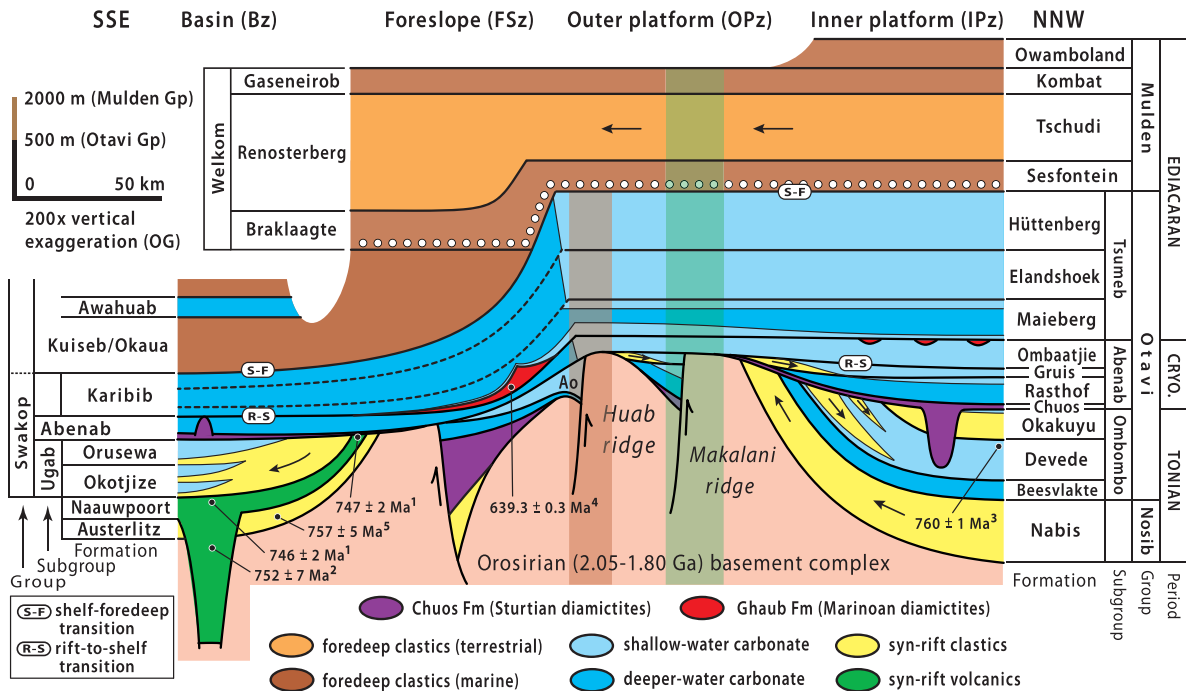 SSE
Basin (Bz)
Foreslope (FSz)
Outer platform (OPz)
Inner platform (IPz)
NNW
2000 m (Mulden Gp)
500 m (Otavi Gp)
0 50 km
200x vertical
exaggeration (OG)
Welkom
Gaseneirob
Renosterberg
Braklaagte
Owamboland
Kombat
Tschudi
Sesfontein
Hüttenberg
Elandshoek
Maieberg
Ombaatjie
Gruis
Rasthof
Chuos
Okakuyu
Devede
Beesvlakte
Nabis
Tsumeb
Abenab
Ombombo
Mulden
Otavi
Nosib
EDIACARAN
CRYO.
TONIAN
Formation
Subgroup
Group
Period
Swakop
Ugab
Awahuab
Kuiseb/Okaua
Karibib
Abenab
Orusewa
Okotjize
Naauwpoort
Austerlitz
Formation
Subgroup
Group
S-F
S-F
R-S
R-S
Ao
Huab
ridge
Makalani
ridge
747 ± 2 Ma1
757 ± 5 Ma5
746 ± 2 Ma1
752 ± 7 Ma2
639.3 ± 0.3 Ma4
760 ± 1 Ma3
Orosirian (2.05-1.80 Ga) basement complex
S-F shelf-foredeep
transition
R-S rift-to-shelf
transition
Chuos Fm (Sturtian diamictites)
Ghaub Fm (Marinoan diamictites)
foredeep clastics (terrestrial)
shallow-water carbonate
syn-rift clastics
foredeep clastics (marine)
deeper-water carbonate
syn-rift volcanics